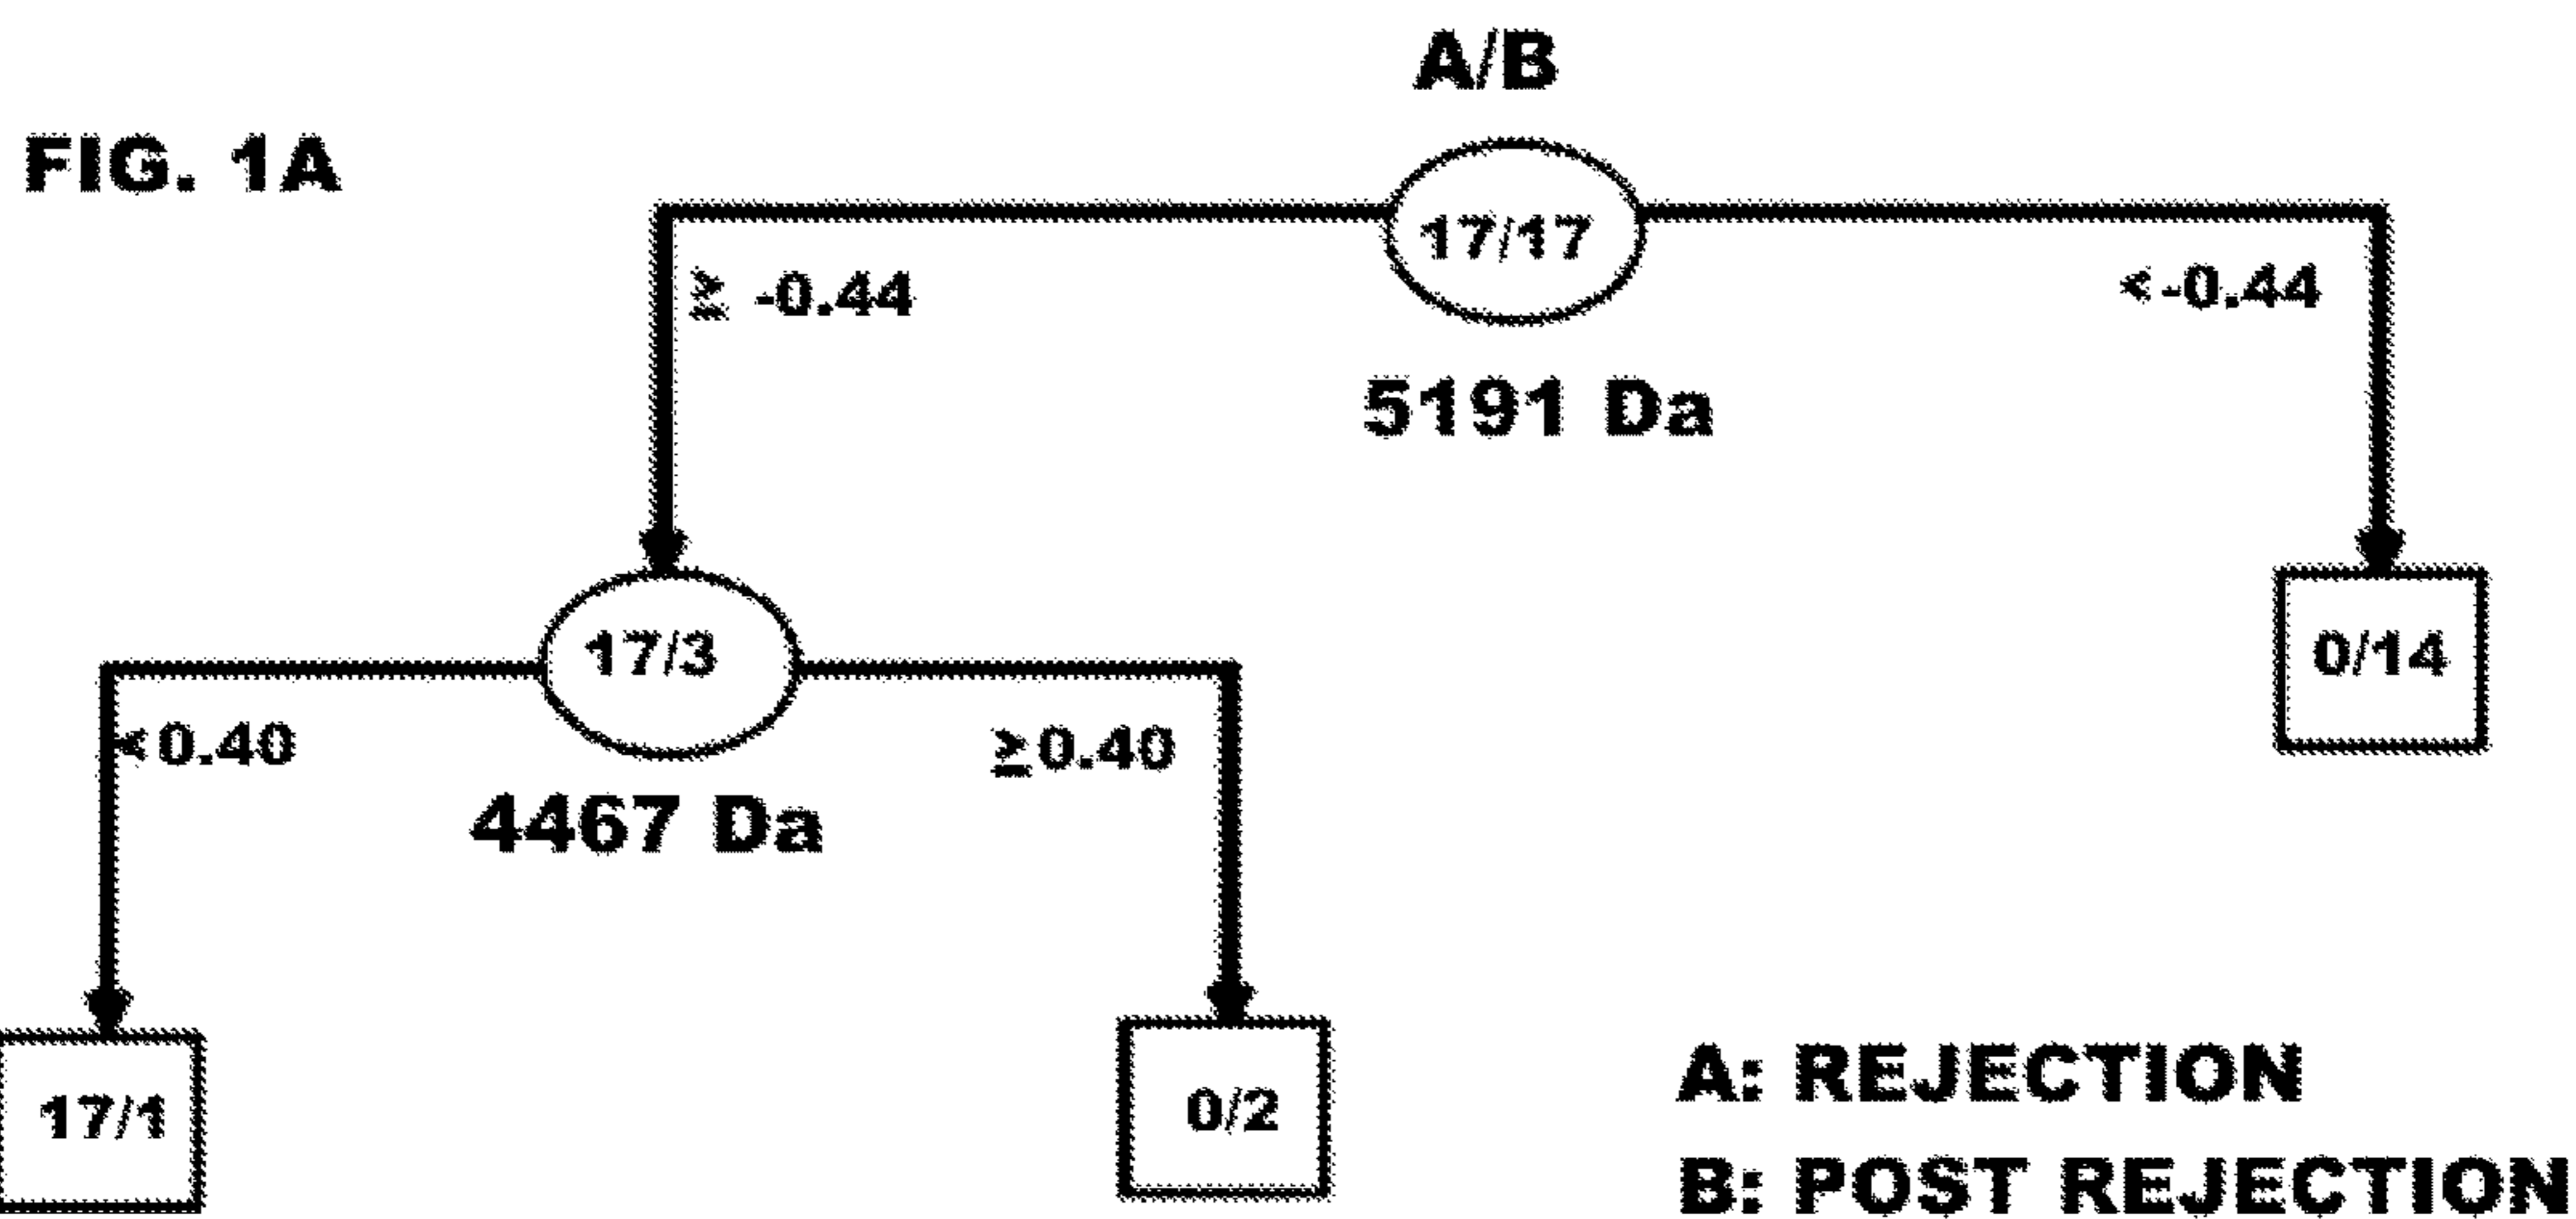 A/B
FIG. 1A
17/17
≥ -0.44
<-0.44
5191 Da
17/3
0/14
<0.40
≥0.40
4467 Da
17/1
0/2
A: REJECTION
B: POST REJECTION